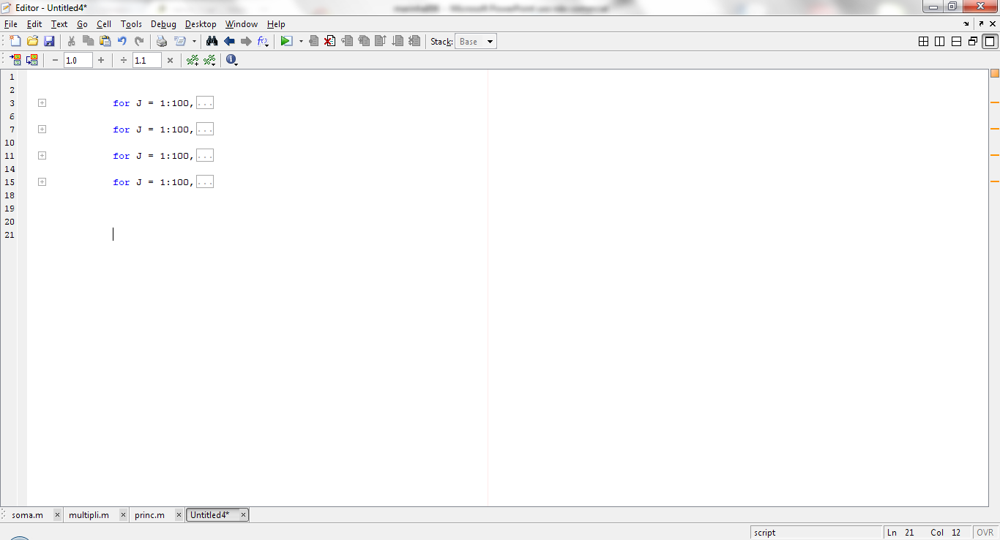 Editor - Untitled4*
File Edit Text Go Cell Tools Debug Desktop Window Help
Stack: Base
− 1.0 + ÷ 1.1 ×
1
2
3 for J = 1:100, ...
6
7 for J = 1:100, ...
10
11 for J = 1:100, ...
14
15 for J = 1:100, ...
18
19
20
21
soma.m multipli.m princ.m Untitled4*
script Ln 21 Col 12 OVR